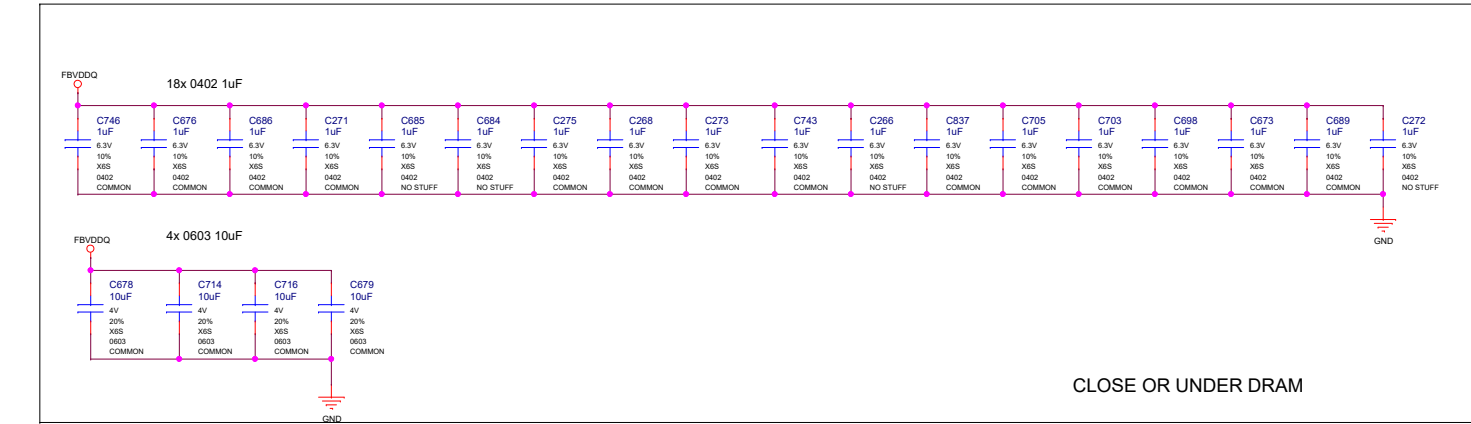 FBVDDQ
18x 0402 1uF
C746
1uF
6.3V
10%
X6S
0402
COMMON
C676
1uF
6.3V
10%
X6S
0402
COMMON
C686
1uF
6.3V
10%
X6S
0402
COMMON
C271
1uF
6.3V
10%
X6S
0402
COMMON
C685
1uF
6.3V
10%
X6S
0402
NO STUFF
C684
1uF
6.3V
10%
X6S
0402
NO STUFF
C275
1uF
6.3V
10%
X6S
0402
COMMON
C268
1uF
6.3V
10%
X6S
0402
COMMON
C273
1uF
6.3V
10%
X6S
0402
COMMON
C743
1uF
6.3V
10%
X6S
0402
COMMON
C266
1uF
6.3V
10%
X6S
0402
NO STUFF
C837
1uF
6.3V
10%
X6S
0402
COMMON
C705
1uF
6.3V
10%
X6S
0402
COMMON
C703
1uF
6.3V
10%
X6S
0402
COMMON
C698
1uF
6.3V
10%
X6S
0402
COMMON
C673
1uF
6.3V
10%
X6S
0402
COMMON
C689
1uF
6.3V
10%
X6S
0402
COMMON
C272
1uF
6.3V
10%
X6S
0402
NO STUFF
GND
FBVDDQ
4x 0603 10uF
C678
10uF
4V
20%
X6S
0603
COMMON
C714
10uF
4V
20%
X6S
0603
COMMON
C716
10uF
4V
20%
X6S
0603
COMMON
C679
10uF
4V
20%
X6S
0603
COMMON
GND
CLOSE OR UNDER DRAM